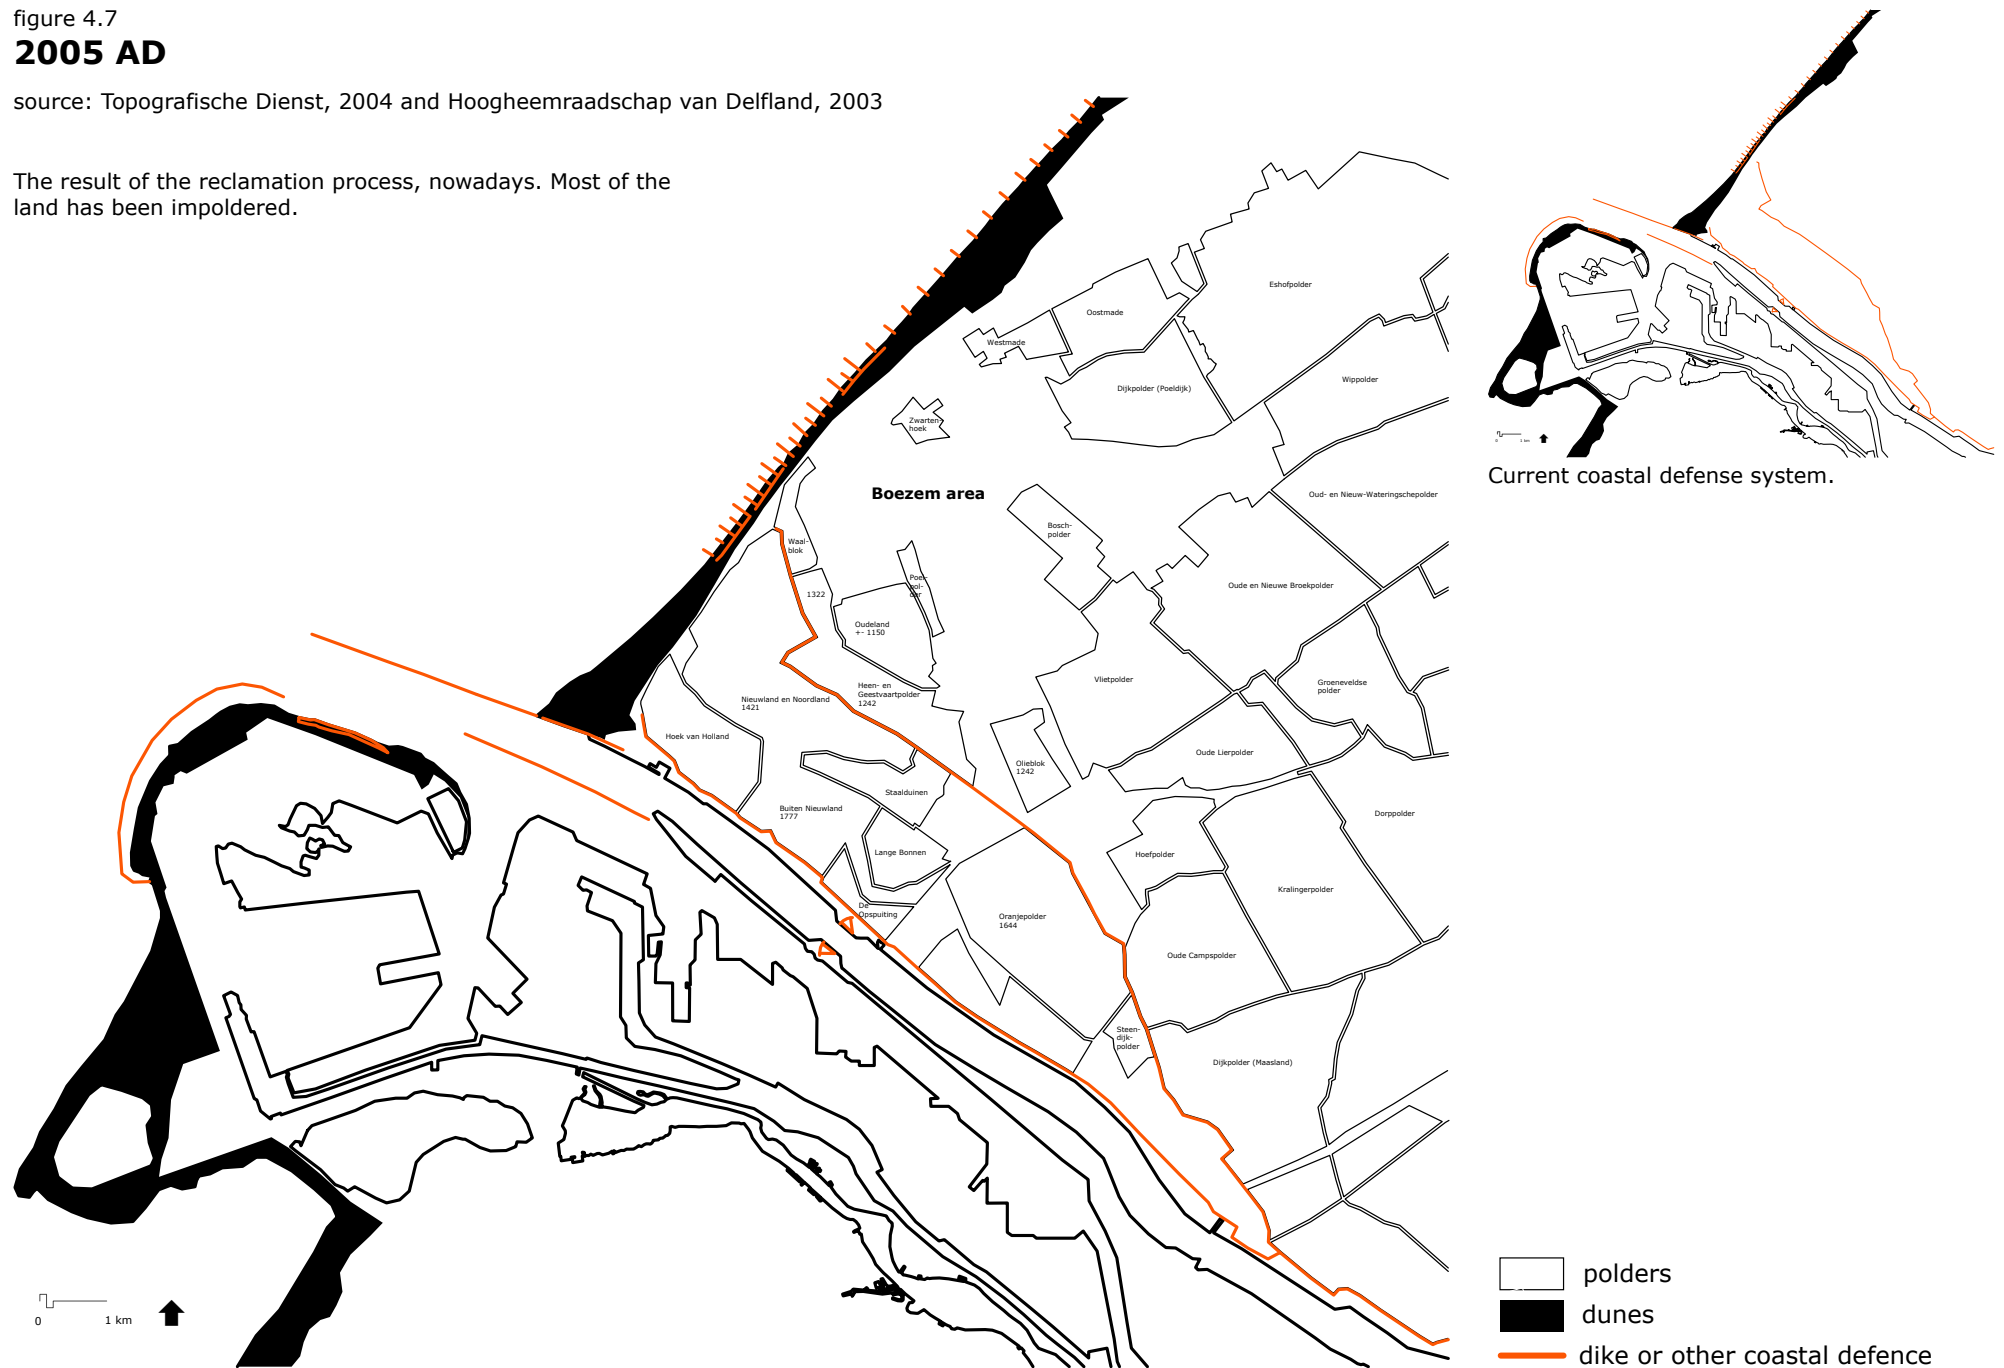 figure 4.7
2005 AD
source: Topografische Dienst, 2004 and Hoogheemraadschap van Delfland, 2003
The result of the reclamation process, nowadays. Most of the
land has been impoldered.
Eshofpolder
Oostmade
Westmade
Dijkpolder (Poeldijk)
Wippolder
Zwarten-
hoek
Boezem area
Oud- en Nieuw-Wateringschepolder
Bosch-
polder
Waal-
blok
Poel-
pol-
der
1322
Oude en Nieuwe Broekpolder
Oudeland
+- 1150
Vlietpolder
Groeneveldse
polder
Heen- en
Geestvaartpolder
1242
Nieuwland en Noordland
1421
Hoek van Holland
Oude Lierpolder
Olieblok
1242
Staalduinen
Buiten Nieuwland
1777
Dorppolder
Lange Bonnen
Hoefpolder
Kralingerpolder
De
Opspuiting
Oranjepolder
1644
Oude Campspolder
Steen-
dijk-
polder
Dijkpolder (Maasland)
0
1 km
0
1 km
Current coastal defense system.
polders
dunes
dike or other coastal defence